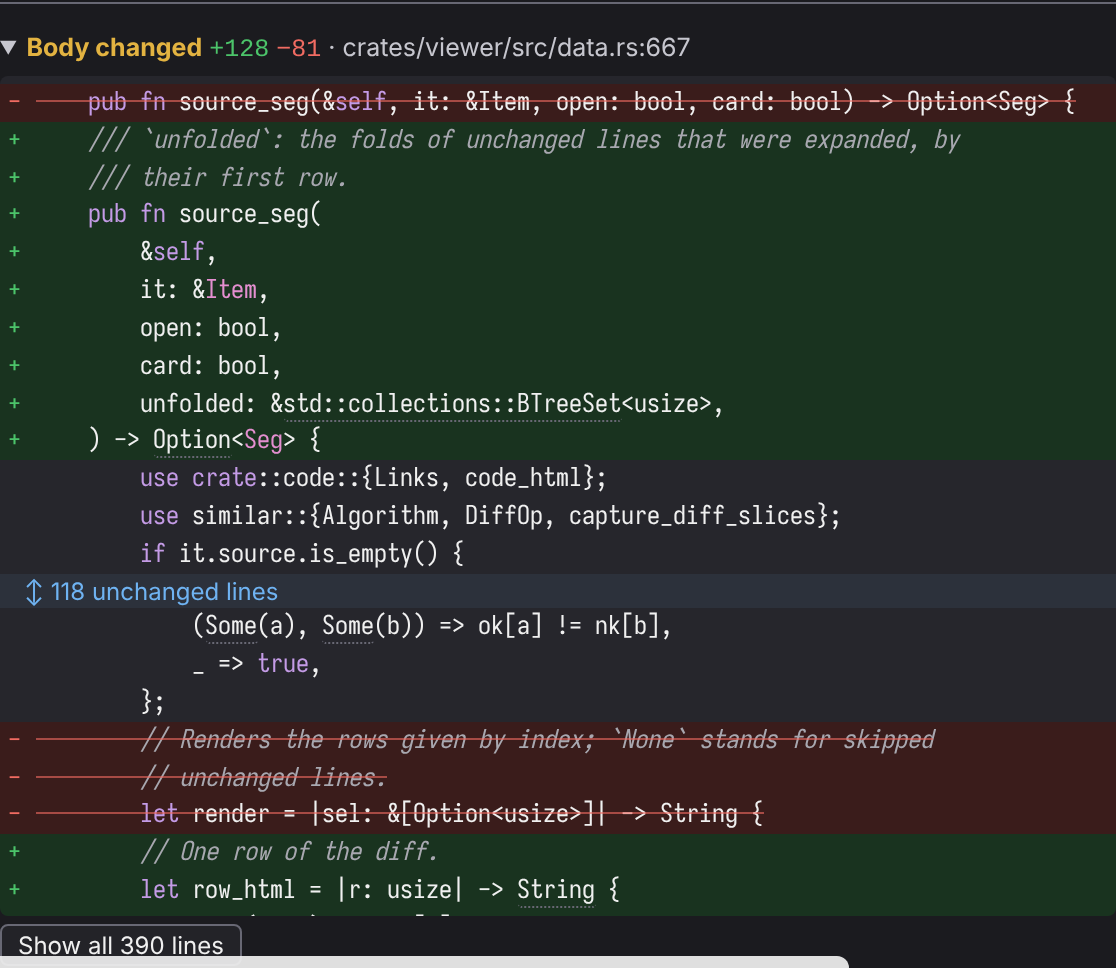 ▼ Body changed +128 −81 · crates/viewer/src/data.rs:667
-     pub fn source_seg(&self, it: &Item, open: bool, card: bool) -> Option<Seg> {
+     /// `unfolded`: the folds of unchanged lines that were expanded, by
+     /// their first row.
+     pub fn source_seg(
+         &self,
+         it: &Item,
+         open: bool,
+         card: bool,
+         unfolded: &std::collections::BTreeSet<usize>,
+     ) -> Option<Seg> {
          use crate::code::{Links, code_html};
          use similar::{Algorithm, DiffOp, capture_diff_slices};
          if it.source.is_empty() {
↕ 118 unchanged lines
              (Some(a), Some(b)) => ok[a] != nk[b],
              _ => true,
          };
-         // Renders the rows given by index; `None` stands for skipped
-         // unchanged lines.
-         let render = |sel: &[Option<usize>]| -> String {
+         // One row of the diff.
+         let row_html = |r: usize| -> String {
Show all 390 lines